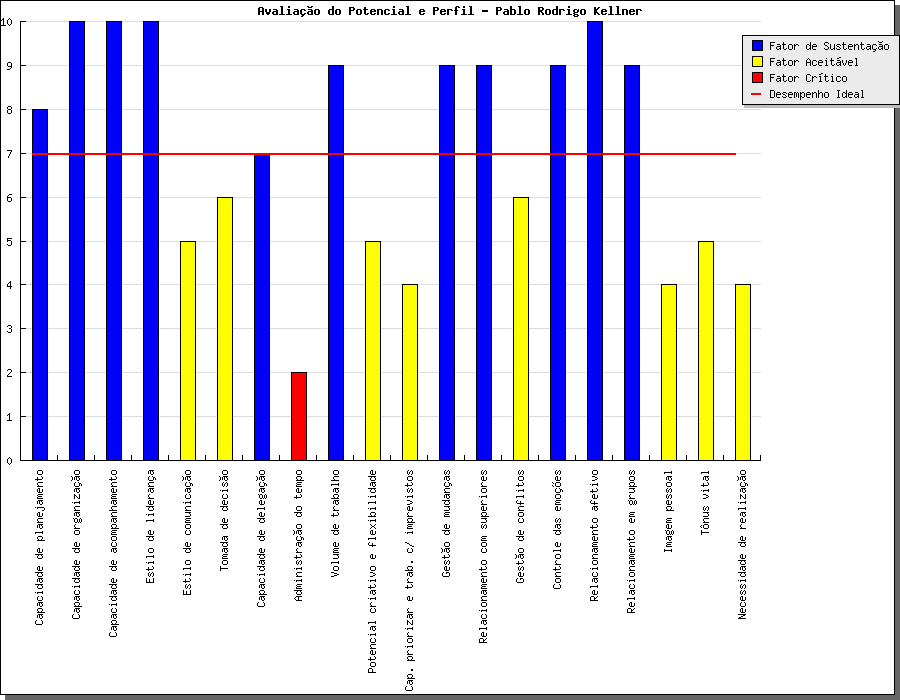 Avaliação do Potencial e Perfil - Pablo Rodrigo Kellner
Fator de Sustentação
Fator Aceitável
Fator Crítico
Desempenho Ideal
10
9
8
7
6
5
4
3
2
1
0
Capacidade de planejamento
Capacidade de organização
Capacidade de acompanhamento
Estilo de liderança
Estilo de comunicação
Tomada de decisão
Capacidade de delegação
Administração do tempo
Volume de trabalho
Potencial criativo e flexibilidade
Cap. priorizar e trab. c/ imprevistos
Gestão de mudanças
Relacionamento com superiores
Gestão de conflitos
Controle das emoções
Relacionamento afetivo
Relacionamento em grupos
Imagem pessoal
Tônus vital
Necessidade de realização